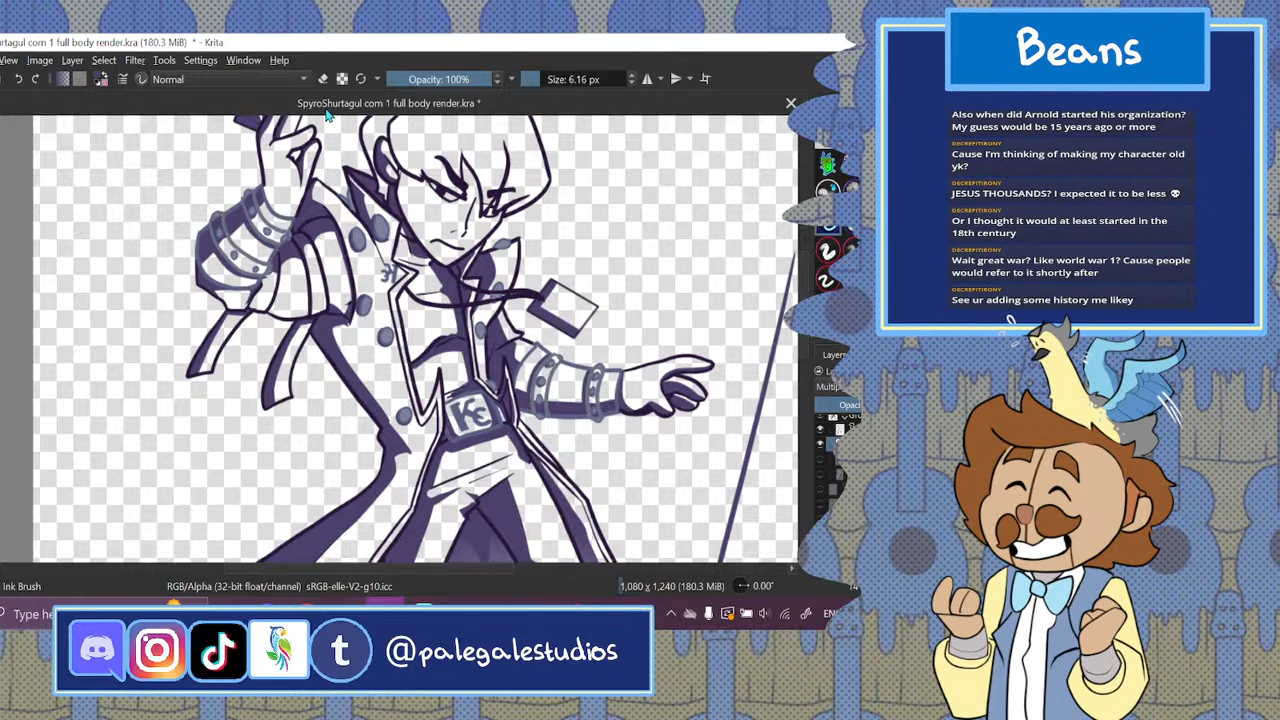 urtagul com 1 full body render.kra (180.3 MiB) * - Krita
View Image Layer Select Filter Tools Settings Window Help
Normal
Opacity: 100%
Size: 6.16 px
SpyroShurtagul com 1 full body render.kra *
KC
Layers
Multip
Opaci
Ink Brush
RGB/Alpha (32-bit float/channel) sRGB-elle-V2-g10.icc
1,080 x 1,240 (180.3 MiB)
0.00°
Type he
@palegalestudios
Beans
Also when did Arnold started his organization?
My guess would be 15 years ago or more
DECREPITIRONY
Cause I'm thinking of making my character old
yk?
DECREPITIRONY
JESUS THOUSANDS? I expected it to be less 💀
DECREPITIRONY
Or I thought it would at least started in the
18th century
DECREPITIRONY
Wait great war? Like world war 1? Cause people
would refer to it shortly after
DECREPITIRONY
See ur adding some history me likey